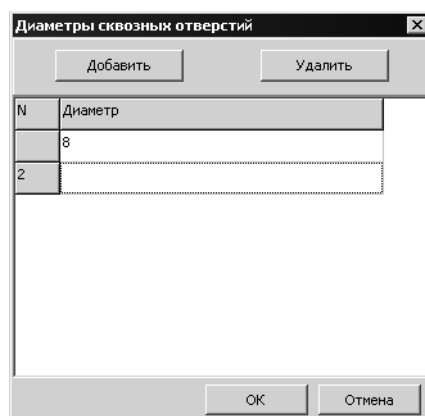 Диаметры сквозных отверстий
Добавить Удалить
N Диаметр
8
2
OK Отмена